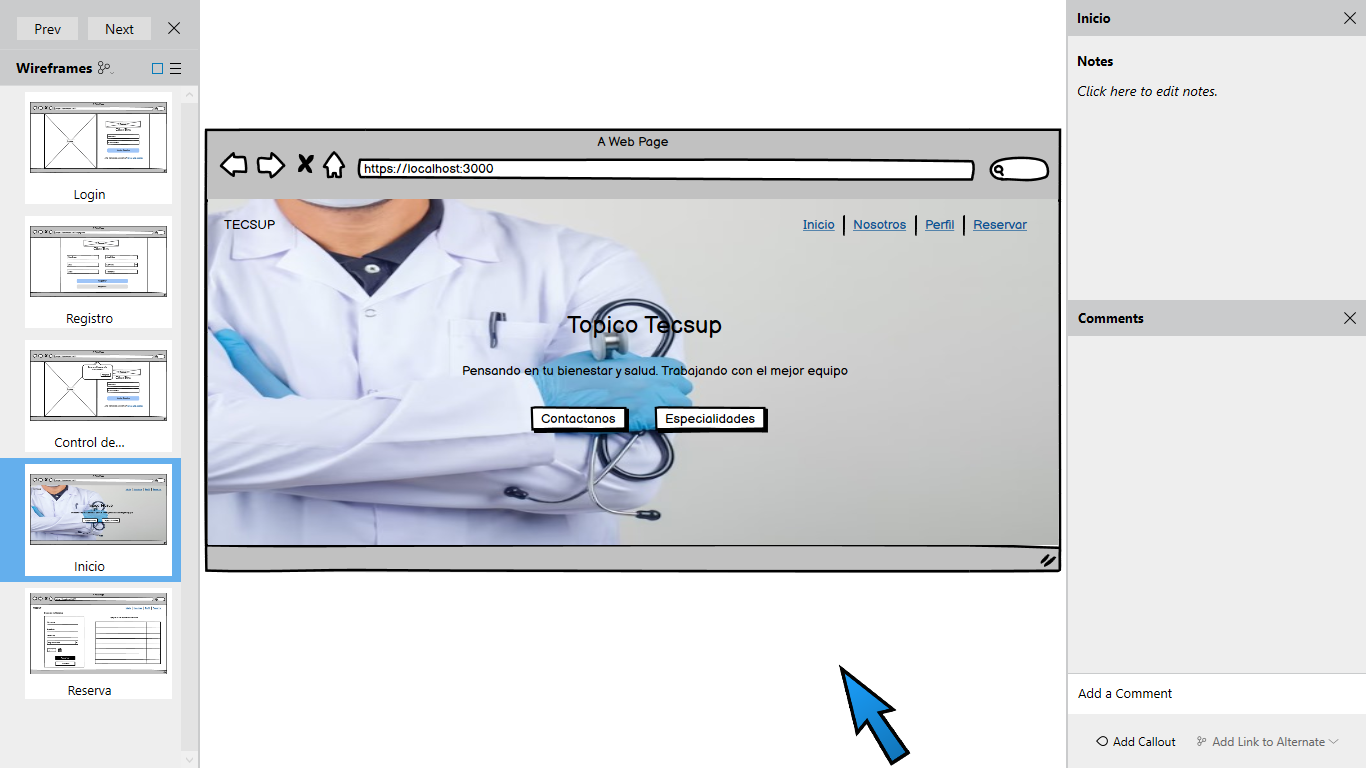 Prev Next
Wireframes
Login
Registro
Control de...
Inicio
Reserva
A Web Page
https://localhost:3000
TECSUP Inicio Nosotros Perfil Reservar
Topico Tecsup
Pensando en tu bienestar y salud. Trabajando con el mejor equipo
Contactanos Especialidades
Inicio
Notes
Click here to edit notes.
Comments
Add a Comment
Add Callout Add Link to Alternate